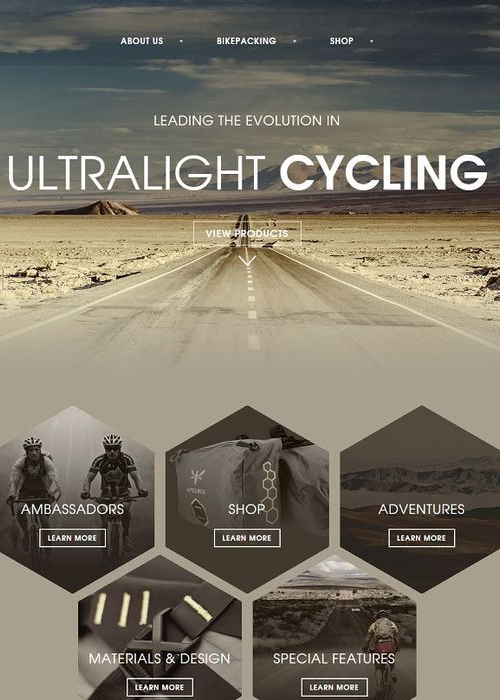 ABOUT US
BIKEPACKING
SHOP
LEADING THE EVOLUTION IN
ULTRALIGHT CYCLING
VIEW PRODUCTS
APIDURA
AMBASSADORS
SHOP
ADVENTURES
LEARN MORE
LEARN MORE
LEARN MORE
MATERIALS & DESIGN
SPECIAL FEATURES
LEARN MORE
LEARN MORE